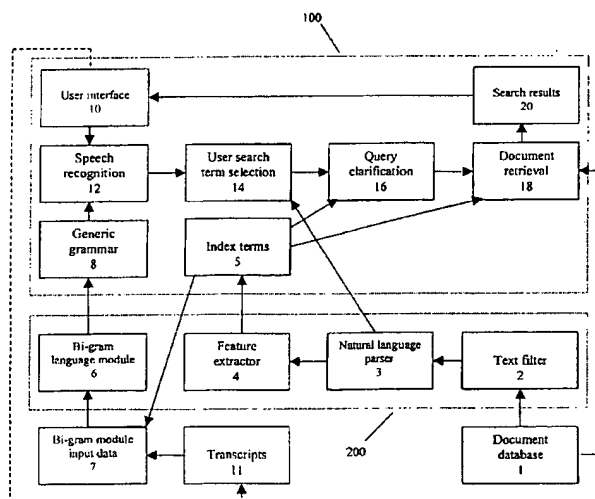 100
User interface
10
Search results
20
Speech
recognition
12
User search
term selection
14
Query
clarification
16
Document
retrieval
18
Generic
grammar
8
Index terms
5
Bi-gram
language module
6
Feature
extractor
4
Natural language
parser
3
Text filter
2
Bi-gram module
input data
7
Transcripts
11
200
Document
database
1